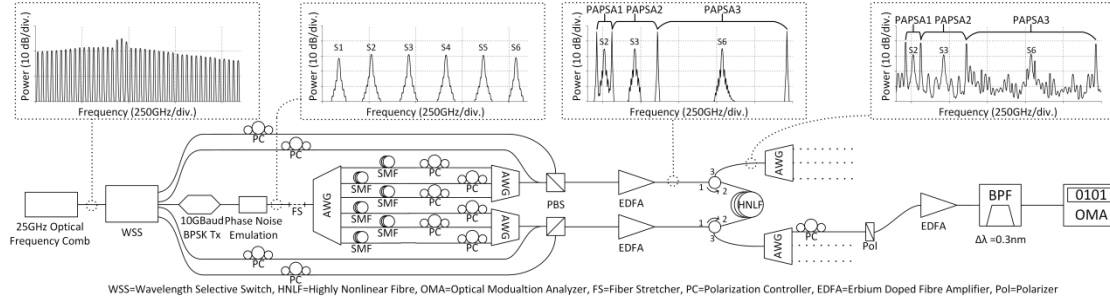 Power (10 dB/div.)
Frequency (250GHz/div.)
Power (10 dB/div.)
S1 S2 S3 S4 S5 S6
Frequency (250GHz/div.)
PAPSA1 PAPSA2 PAPSA3
Power (10 dB/div.)
S2 S3 S6
Frequency (250GHz/div.)
PAPSA1 PAPSA2 PAPSA3
Power (10 dB/div.)
S2 S3 S6
Frequency (250GHz/div.)
PC
PC
25GHz Optical
Frequency Comb
WSS
10GBaud
BPSK Tx
Phase Noise
Emulation
FS
AWG
SMF
SMF
SMF
SMF
SMF
PC
PC
PC
PC
PC
AWG
AWG
PC
PC
PBS
EDFA
EDFA
1 2 3
1 2 3
HNLF
AWG
AWG
PC
Pol
EDFA
BPF
Δλ =0.3nm
0101
OMA
WSS=Wavelength Selective Switch, HNLF=Highly Nonlinear Fibre, OMA=Optical Modualtion Analyzer, FS=Fiber Stretcher, PC=Polarization Controller, EDFA=Erbium Doped Fibre Amplifier, Pol=Polarizer